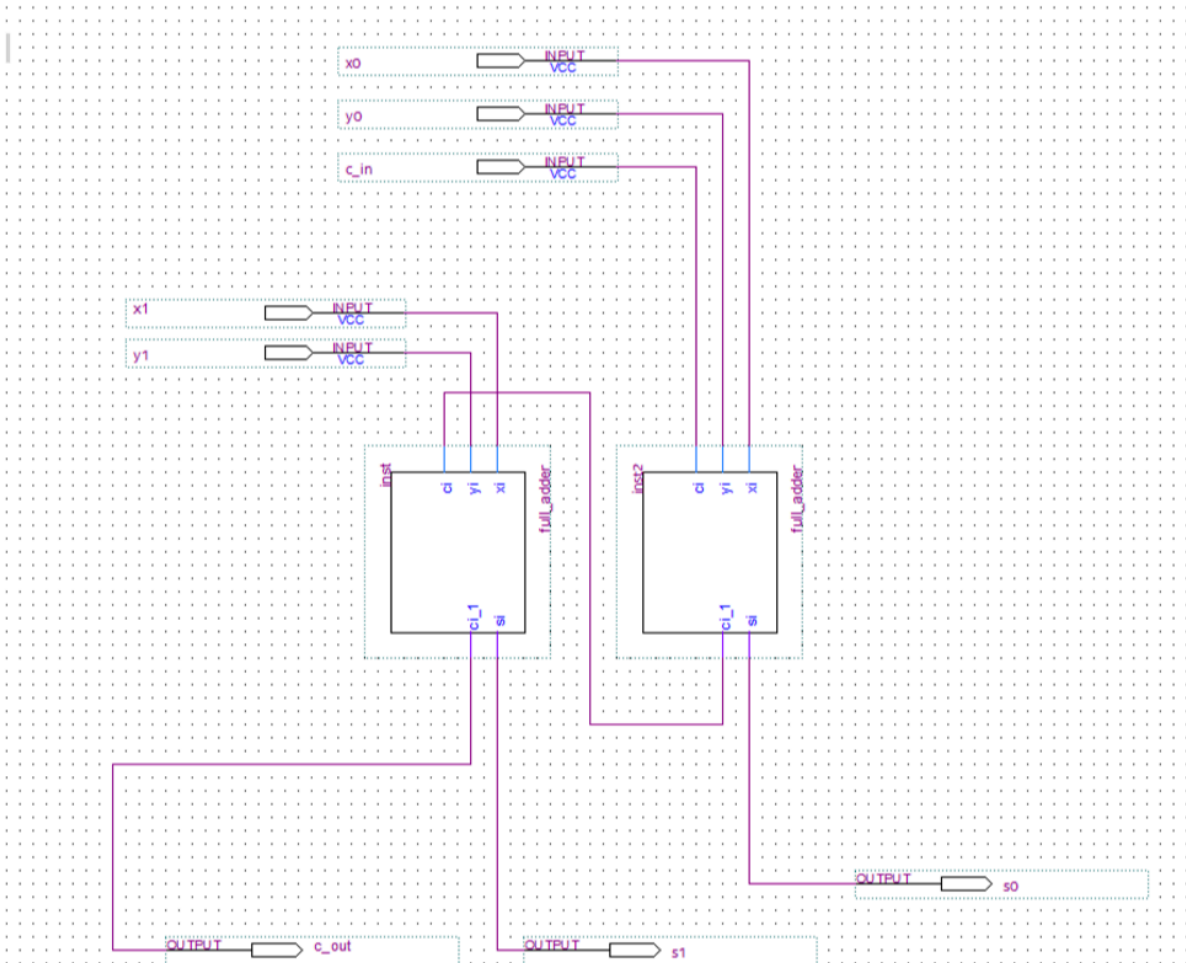 x0 INPUT
VCC
y0 INPUT
VCC
c_in INPUT
VCC
x1 INPUT
VCC
y1 INPUT
VCC
inst
ci
yi
xi
full_adder
ci_1
si
inst2
ci
yi
xi
full_adder
ci_1
si
OUTPUT s0
OUTPUT c_out
OUTPUT s1